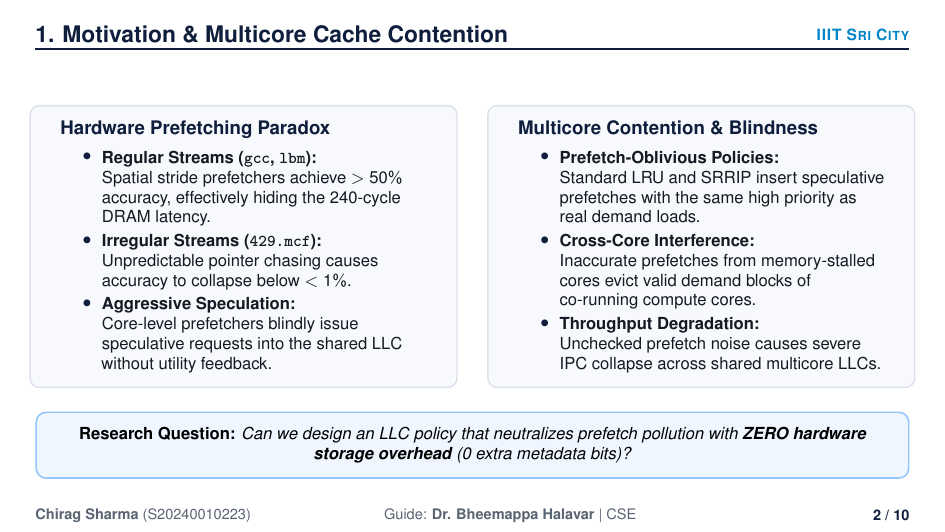 1. Motivation & Multicore Cache Contention
IIIT SRI CITY
Hardware Prefetching Paradox
• Regular Streams (gcc, lbm):
Spatial stride prefetchers achieve > 50%
accuracy, effectively hiding the 240-cycle
DRAM latency.
• Irregular Streams (429.mcf):
Unpredictable pointer chasing causes
accuracy to collapse below < 1%.
• Aggressive Speculation:
Core-level prefetchers blindly issue
speculative requests into the shared LLC
without utility feedback.
Multicore Contention & Blindness
• Prefetch-Oblivious Policies:
Standard LRU and SRRIP insert speculative
prefetches with the same high priority as
real demand loads.
• Cross-Core Interference:
Inaccurate prefetches from memory-stalled
cores evict valid demand blocks of
co-running compute cores.
• Throughput Degradation:
Unchecked prefetch noise causes severe
IPC collapse across shared multicore LLCs.
Research Question: Can we design an LLC policy that neutralizes prefetch pollution with ZERO hardware
storage overhead (0 extra metadata bits)?
Chirag Sharma (S20240010223)
Guide: Dr. Bheemappa Halavar | CSE
2 / 10